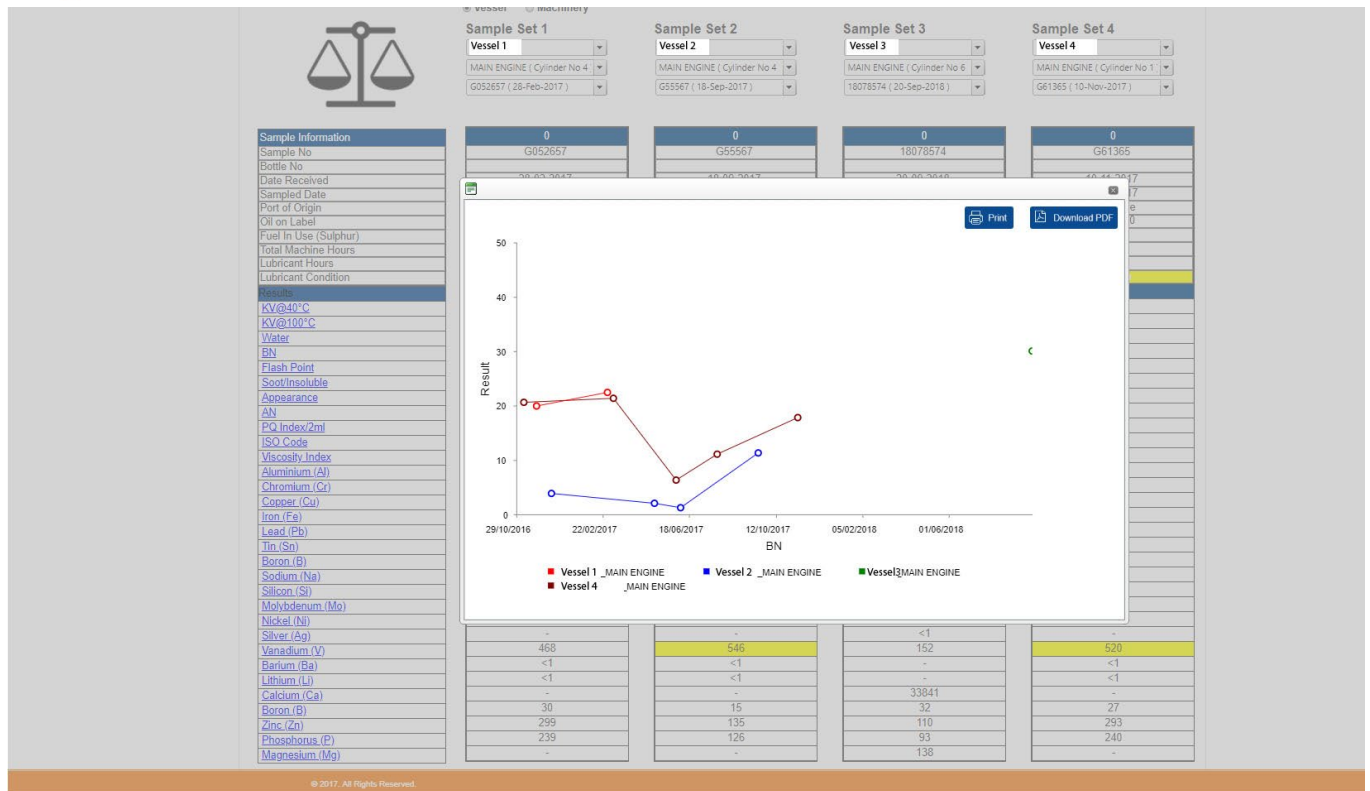 Vessel Machinery
Sample Set 1 Sample Set 2 Sample Set 3 Sample Set 4
Vessel 1 Vessel 2 Vessel 3 Vessel 4
MAIN ENGINE ( Cylinder No 4 MAIN ENGINE ( Cylinder No 4 MAIN ENGINE ( Cylinder No 6 MAIN ENGINE ( Cylinder No 1
G052657 ( 28-Feb-2017 ) G55567 ( 18-Sep-2017 ) 18078574 ( 20-Sep-2018 ) G61365 ( 10-Nov-2017 )
Sample Information 0 0 0 0
Sample No G052657 G55567 18078574 G61365
Bottle No
Date Received
Sampled Date
Port of Origin
Oil on Label
Fuel In Use (Sulphur)
Total Machine Hours
Lubricant Hours
Lubricant Condition
Results
KV@40°C
KV@100°C
Water
BN
Flash Point
Soot/Insoluble
Appearance
AN
PQ Index/2ml
ISO Code
Viscosity Index
Aluminium (Al)
Chromium (Cr)
Copper (Cu)
Iron (Fe)
Lead (Pb)
Tin (Sn)
Boron (B)
Sodium (Na)
Silicon (Si)
Molybdenum (Mo)
Nickel (Ni)
Print Download PDF
50
40
30
20
10
0
Result
29/10/2016 22/02/2017 18/06/2017 12/10/2017 05/02/2018 01/06/2018
BN
Vessel 1 _MAIN ENGINE Vessel 2 _MAIN ENGINE Vessel3_MAIN ENGINE
Vessel 4 _MAIN ENGINE
Silver (Ag) - - <1 -
Vanadium (V) 468 546 152 520
Barium (Ba) <1 <1 - <1
Lithium (Li) <1 <1 - <1
Calcium (Ca) - - 33841 -
Boron (B) 30 15 32 27
Zinc (Zn) 299 135 110 293
Phosphorus (P) 239 126 93 240
Magnesium (Mg) - - 138 -
© 2017, All Rights Reserved.